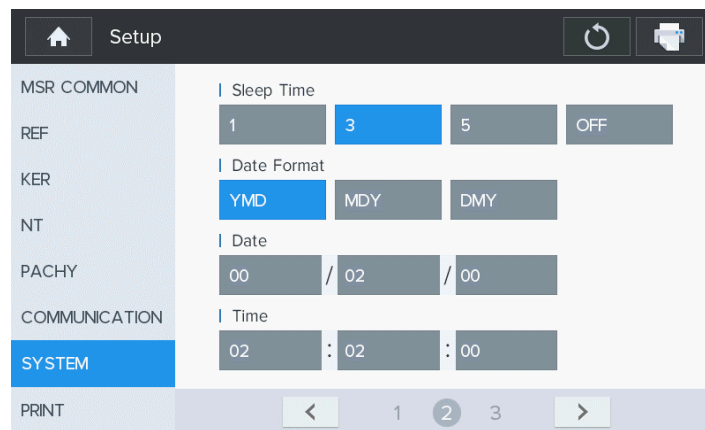 Setup
MSR COMMON
REF
KER
NT
PACHY
COMMUNICATION
SYSTEM
PRINT
Sleep Time
1 3 5 OFF
Date Format
YMD MDY DMY
Date
00 / 02 / 00
Time
02 : 02 : 00
< 1 2 3 >